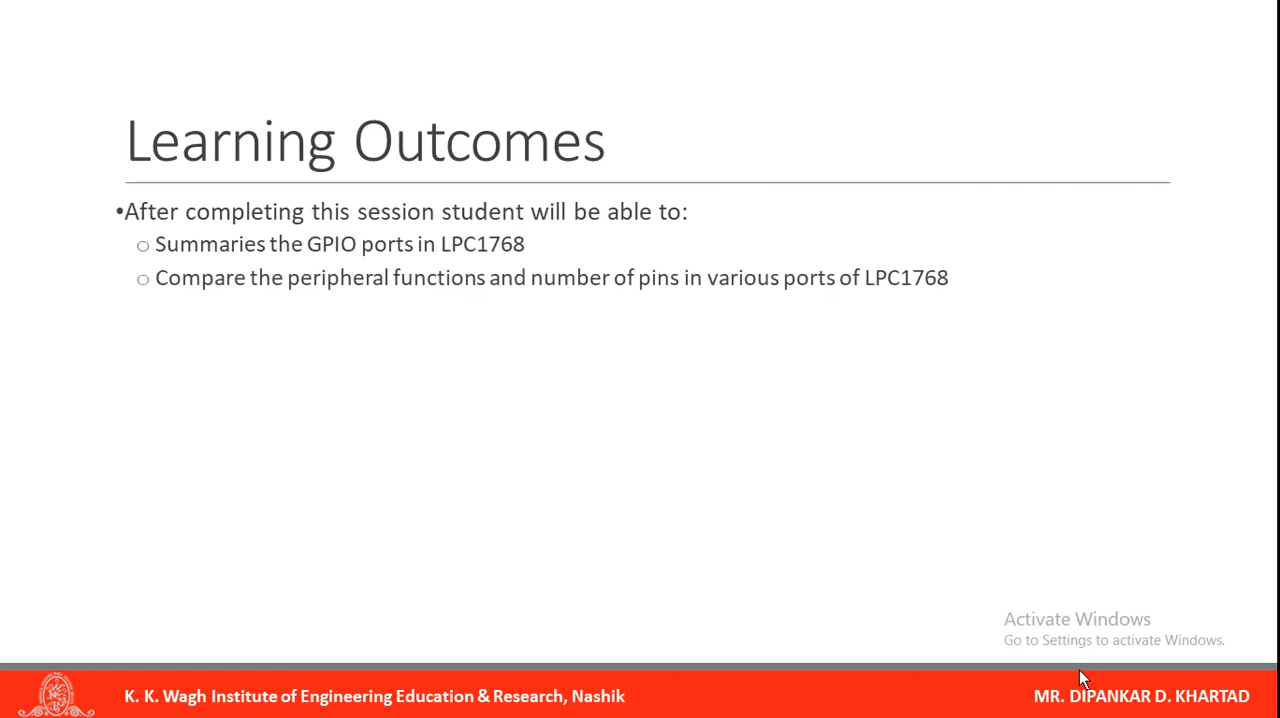 Learning Outcomes
•After completing this session student will be able to:
○ Summaries the GPIO ports in LPC1768
○ Compare the peripheral functions and number of pins in various ports of LPC1768
Activate Windows
Go to Settings to activate Windows.
K. K. Wagh Institute of Engineering Education & Research, Nashik
MR. DIPANKAR D. KHARTAD